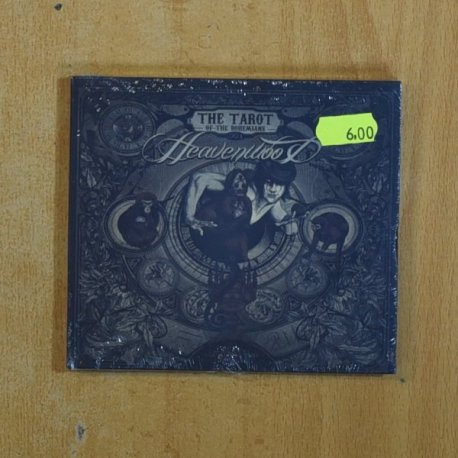 THE TAROT
OF THE BOHEMIANS
Heavenwood
6,00